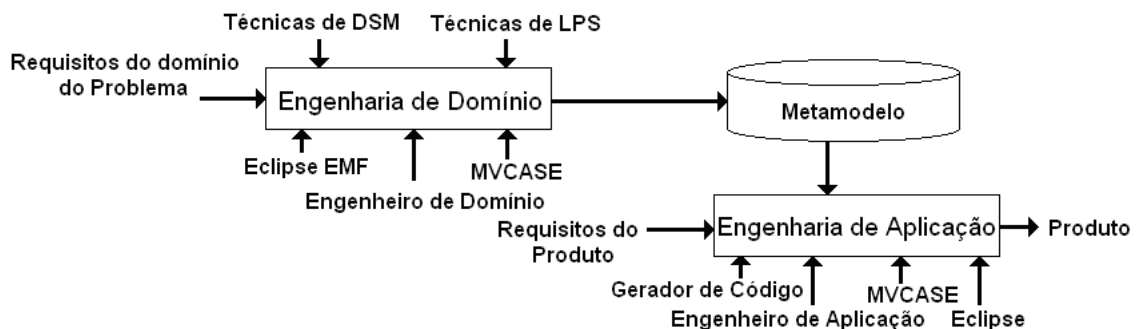 Técnicas de DSM
Técnicas de LPS
Requisitos do domínio
do Problema
Engenharia de Domínio
Metamodelo
Eclipse EMF
MVCASE
Engenheiro de Domínio
Requisitos do
Produto
Engenharia de Aplicação
Produto
Gerador de Código
MVCASE
Engenheiro de Aplicação
Eclipse